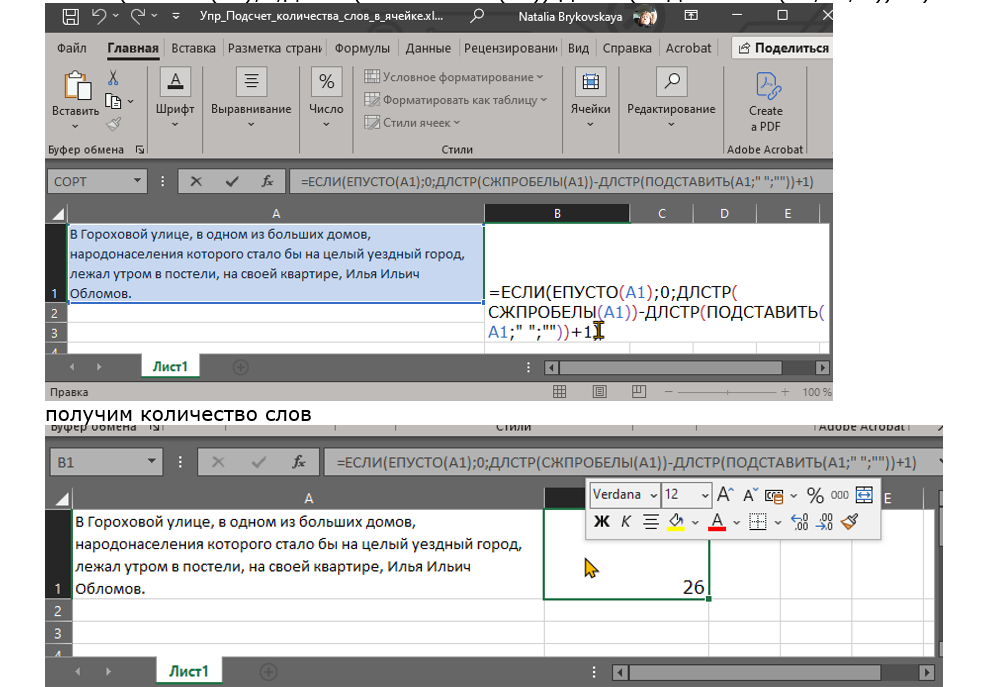 Упр_Подсчет_количества_слов_в_ячейке.xl...
Natalia Brykovskaya
Файл Главная Вставка Разметка страни Формулы Данные Рецензировани Вид Справка Acrobat Поделиться
Вставить
Шрифт
Выравнивание
Число
Условное форматирование
Форматировать как таблицу
Стили ячеек
Ячейки
Редактирование
Create
a PDF
Буфер обмена
Стили
Adobe Acrobat
СОРТ
=ЕСЛИ(ЕПУСТО(A1);0;ДЛСТР(СЖПРОБЕЛЫ(A1))-ДЛСТР(ПОДСТАВИТЬ(A1;" ";""))+1)
A B C D E
В Гороховой улице, в одном из больших домов,
народонаселения которого стало бы на целый уездный город,
лежал утром в постели, на своей квартире, Илья Ильич
1 Обломов.
=ЕСЛИ(ЕПУСТО(A1);0;ДЛСТР(
СЖПРОБЕЛЫ(A1))-ДЛСТР(ПОДСТАВИТЬ(
A1;" ";""))+1)
2
3
4
Лист1
Правка
100 %
получим количество слов
Буфер обмена
Стили
Adobe Acrobat
B1
=ЕСЛИ(ЕПУСТО(A1);0;ДЛСТР(СЖПРОБЕЛЫ(A1))-ДЛСТР(ПОДСТАВИТЬ(A1;" ";""))+1)
Verdana 12 A A % 000
Ж К A ,00 ,00
A E
В Гороховой улице, в одном из больших домов,
народонаселения которого стало бы на целый уездный город,
лежал утром в постели, на своей квартире, Илья Ильич
1 Обломов.
26
2
3
4
Лист1